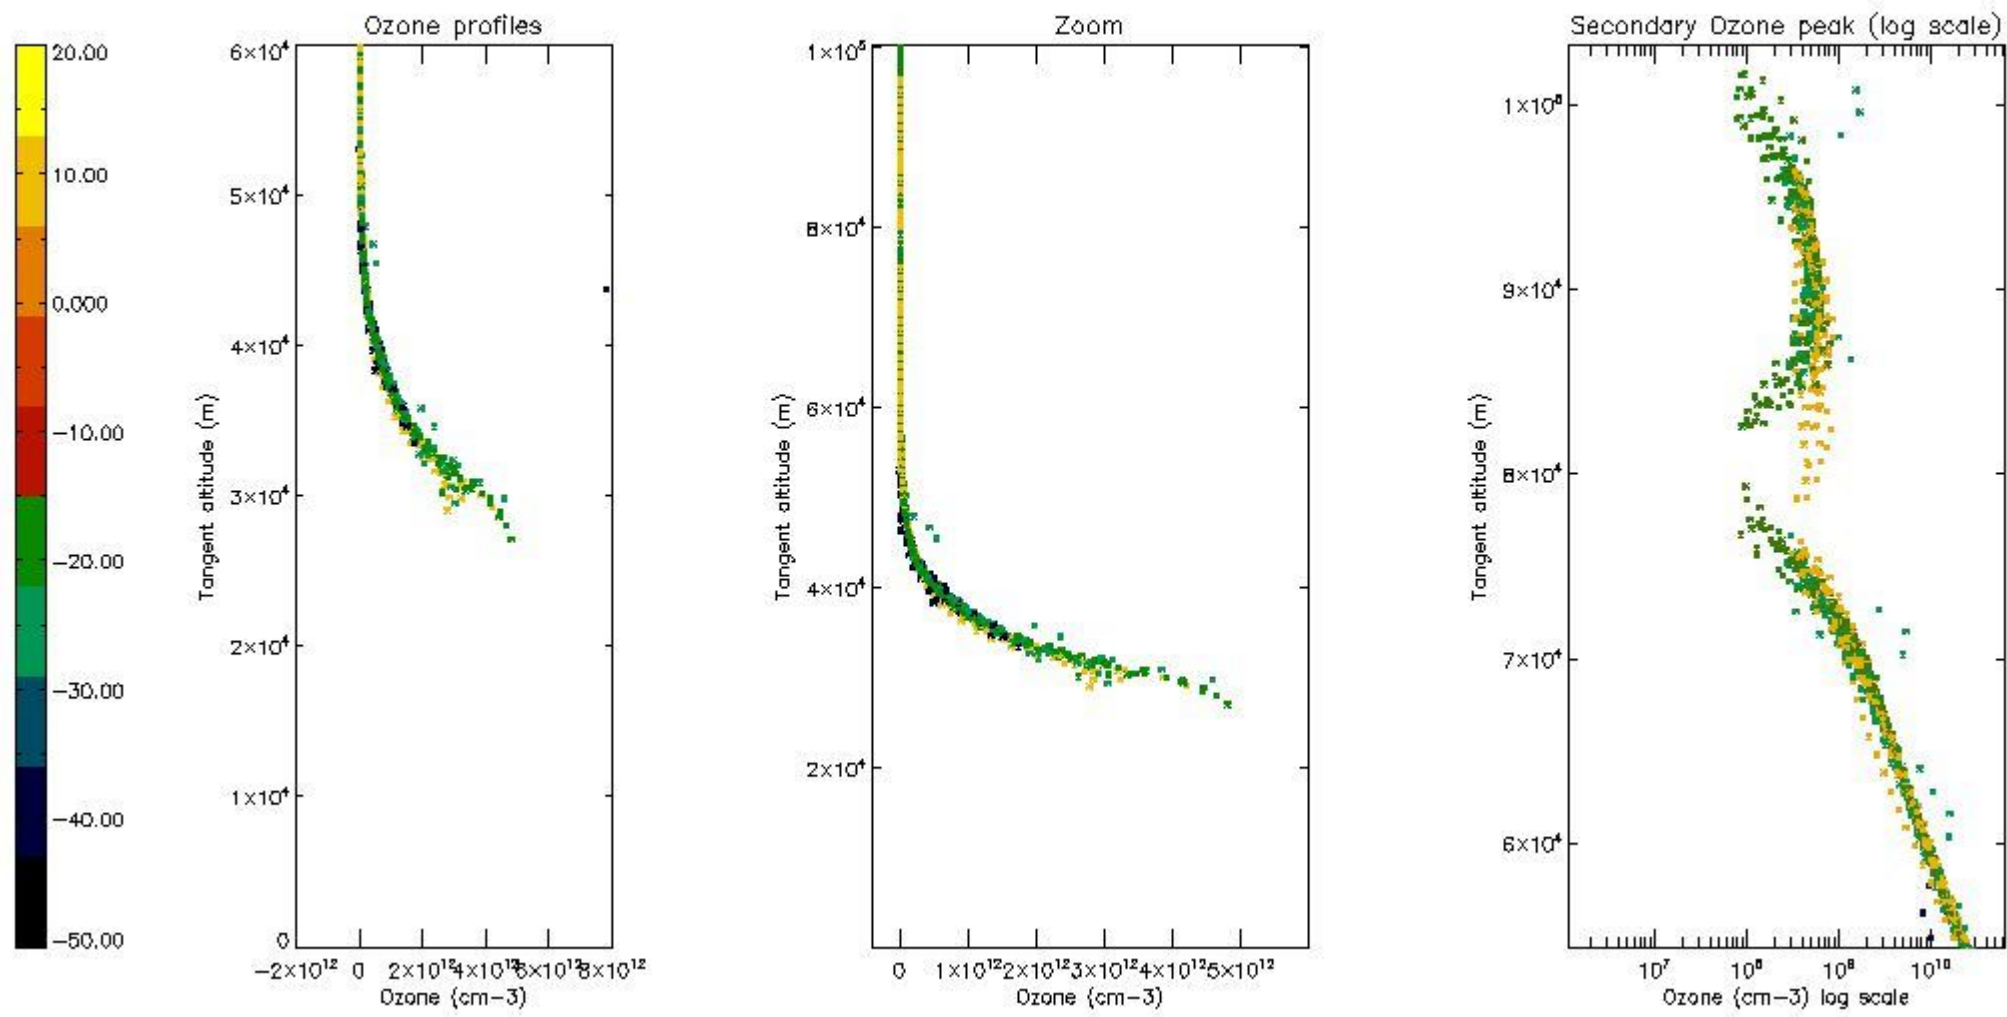 Ozone profiles
Zoom
Secondary Ozone peak (log scale)
20.00
10.00
0.000
−10.00
−20.00
−30.00
−40.00
−50.00
6×10⁴
5×10⁴
4×10⁴
3×10⁴
2×10⁴
1×10⁴
0
Tangent altitude (m)
−2×10¹² 0 2×10¹² 4×10¹² 6×10¹² 8×10¹²
Ozone (cm−3)
1×10⁵
8×10⁴
6×10⁴
4×10⁴
2×10⁴
Tangent altitude (m)
0 1×10¹² 2×10¹² 3×10¹² 4×10¹² 5×10¹²
Ozone (cm−3)
1×10⁵
9×10⁴
8×10⁴
7×10⁴
6×10⁴
Tangent altitude (m)
10⁷ 10⁸ 10⁹ 10¹⁰
Ozone (cm−3) log scale